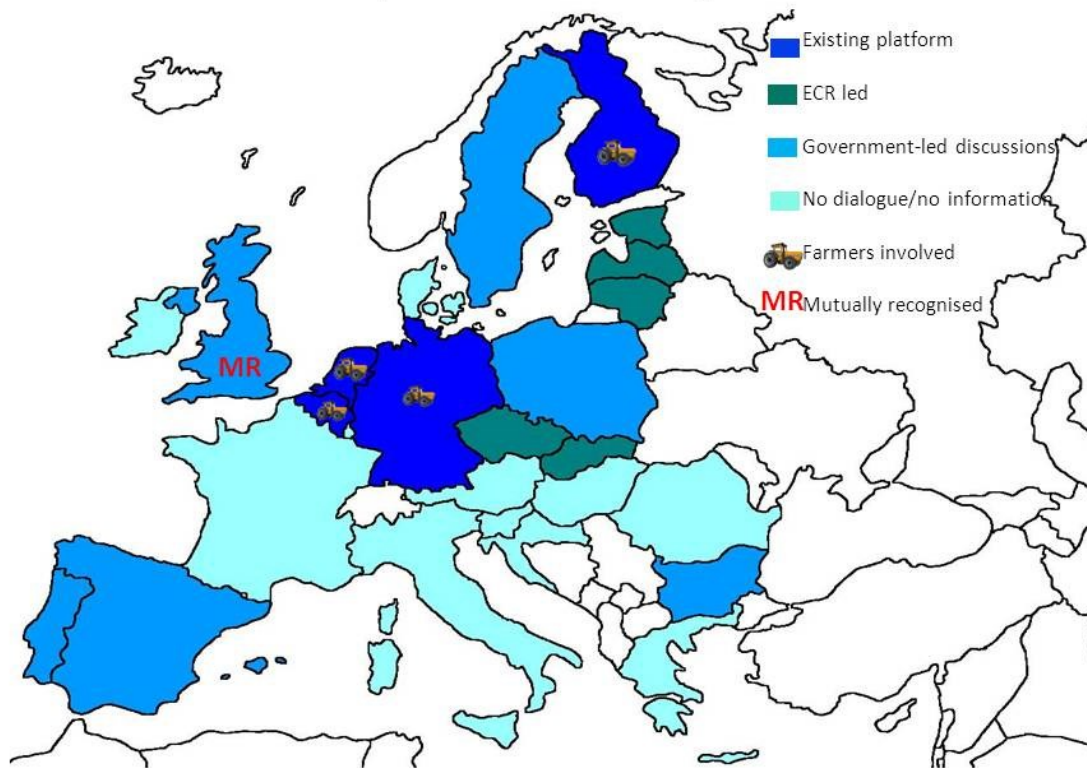 Existing platform
ECR led
Government-led discussions
No dialogue/no information
Farmers involved
MR Mutually recognised
MR